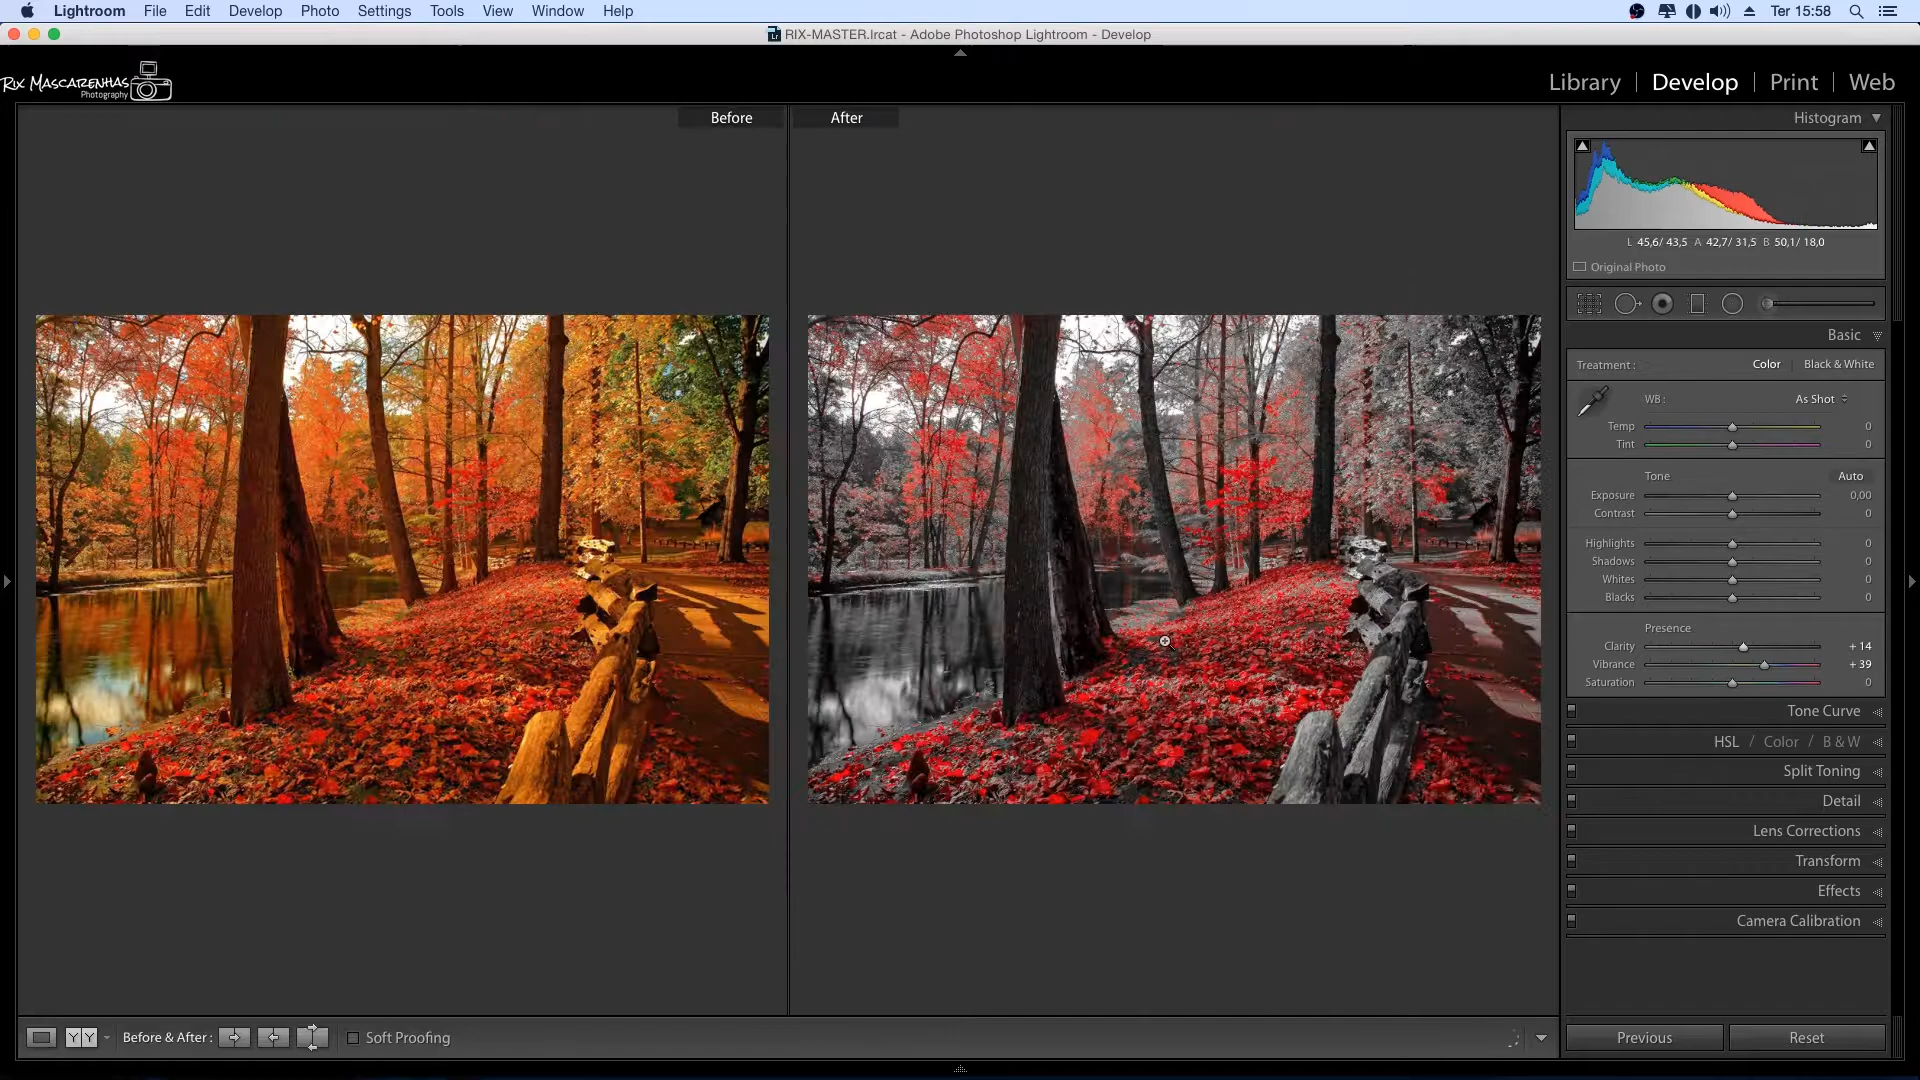 Lightroom File Edit Develop Photo Settings Tools View Window Help Ter 15:58
RIX-MASTER.lrcat - Adobe Photoshop Lightroom - Develop
Rix Mascarenhas
Photography
Library | Develop | Print | Web
Before After
Histogram
L 45,6/ 43,5 A 42,7/ 31,5 B 50,1/ 18,0
Original Photo
Basic
Treatment : Color | Black & White
WB : As Shot
Temp 0
Tint 0
Tone Auto
Exposure 0,00
Contrast 0
Highlights 0
Shadows 0
Whites 0
Blacks 0
Presence
Clarity + 14
Vibrance + 39
Saturation 0
Tone Curve
HSL / Color / B & W
Split Toning
Detail
Lens Corrections
Transform
Effects
Camera Calibration
Y Y Before & After : Soft Proofing
Previous Reset